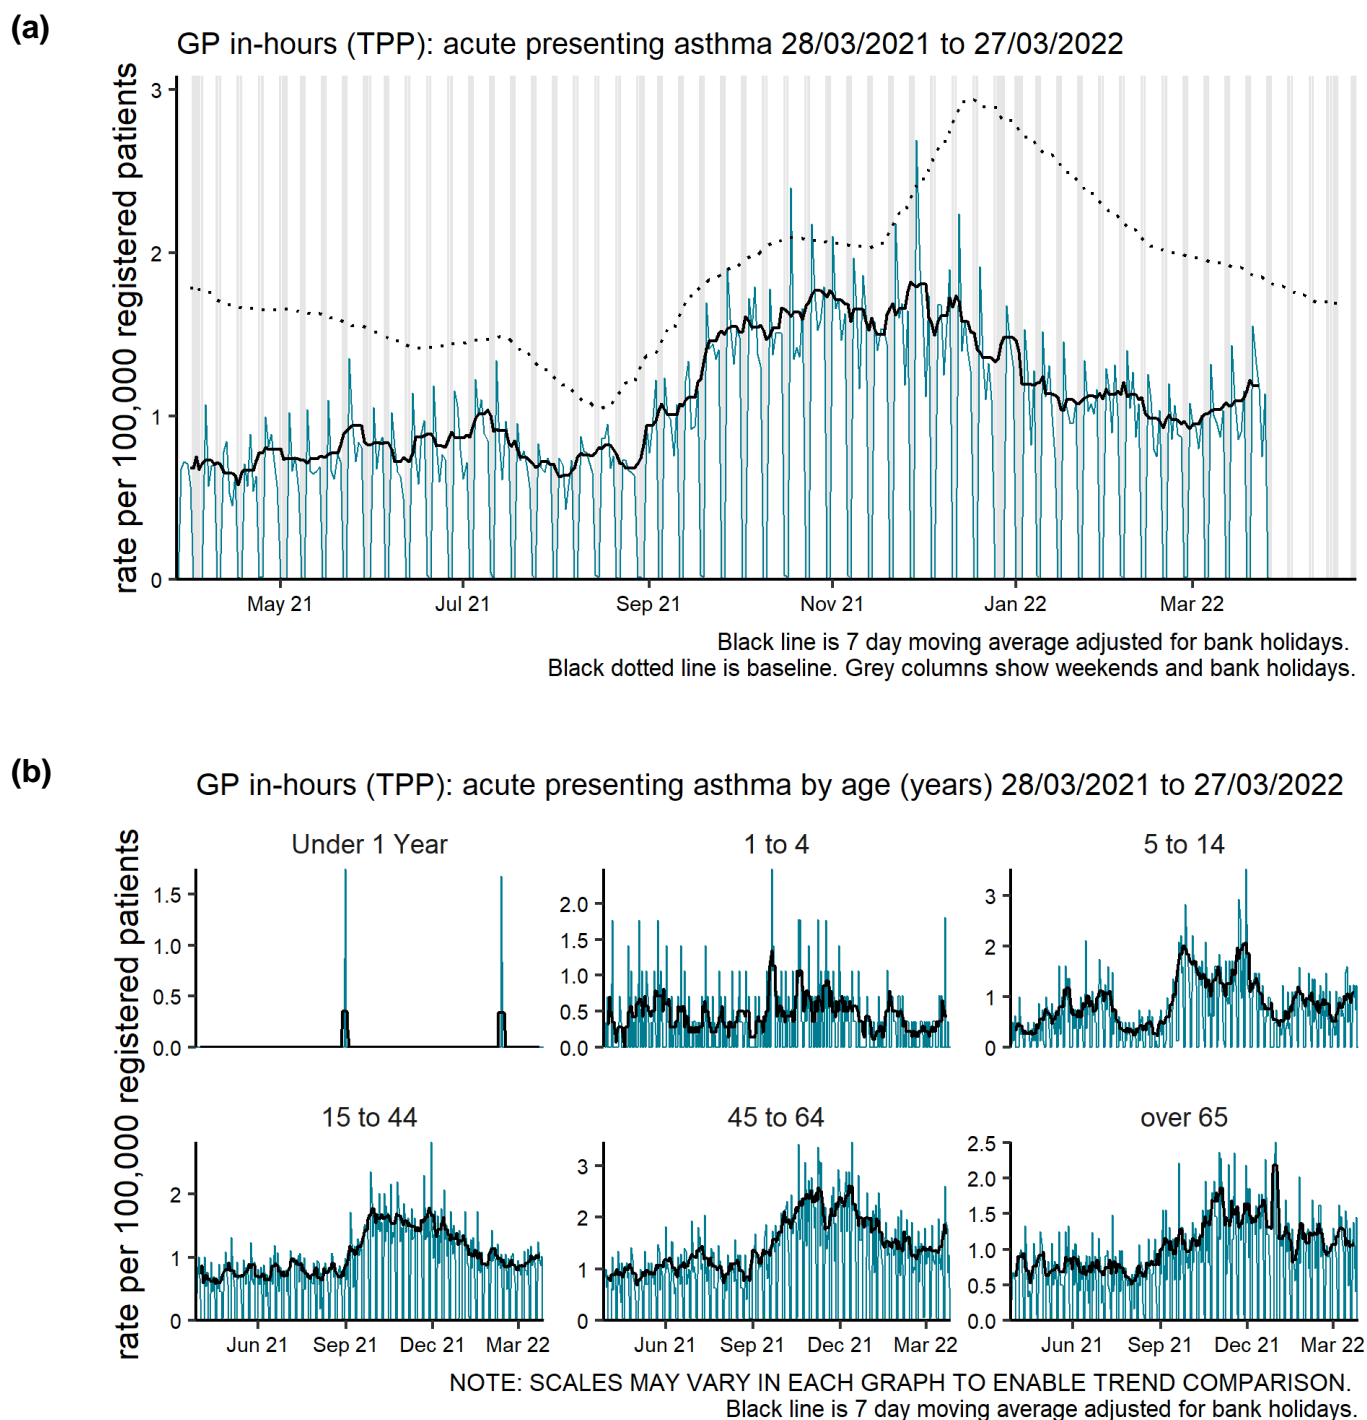 (a)
GP in-hours (TPP): acute presenting asthma 28/03/2021 to 27/03/2022
rate per 100,000 registered patients
3
2
1
0
May 21
Jul 21
Sep 21
Nov 21
Jan 22
Mar 22
Black line is 7 day moving average adjusted for bank holidays.
Black dotted line is baseline. Grey columns show weekends and bank holidays.
(b)
GP in-hours (TPP): acute presenting asthma by age (years) 28/03/2021 to 27/03/2022
rate per 100,000 registered patients
Under 1 Year
1.5
1.0
0.5
0.0
1 to 4
2.0
1.5
1.0
0.5
0.0
5 to 14
3
2
1
0
15 to 44
2
1
0
Jun 21
Sep 21
Dec 21
Mar 22
45 to 64
3
2
1
0
Jun 21
Sep 21
Dec 21
Mar 22
over 65
2.5
2.0
1.5
1.0
0.5
0.0
Jun 21
Sep 21
Dec 21
Mar 22
NOTE: SCALES MAY VARY IN EACH GRAPH TO ENABLE TREND COMPARISON.
Black line is 7 day moving average adjusted for bank holidays.